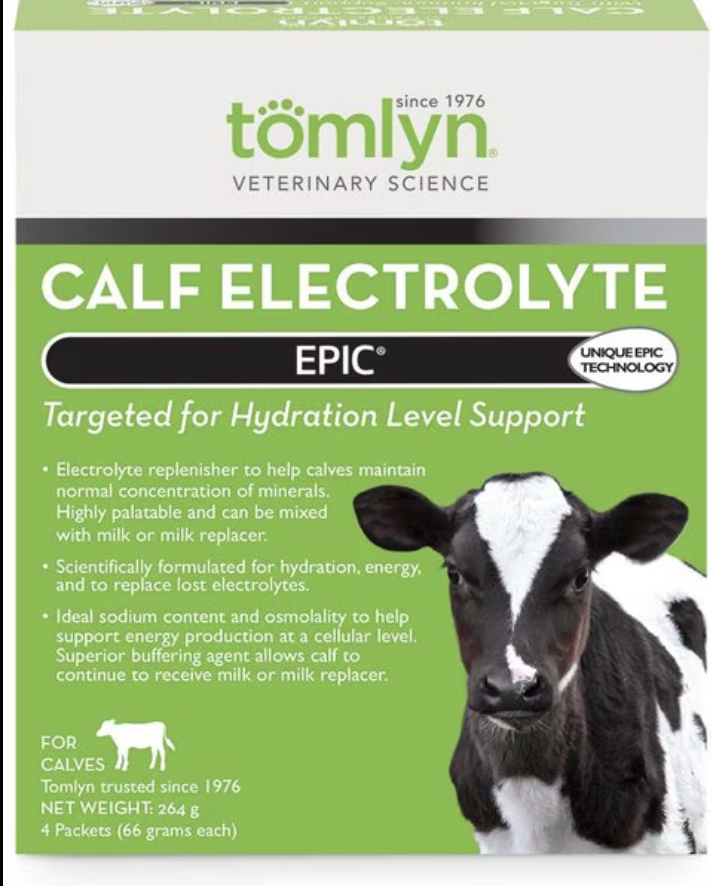 CALF ELECTROLYTE
tömlyn
since 1976
tömlyn®
VETERINARY SCIENCE
CALF ELECTROLYTE
EPIC®
UNIQUE EPIC
TECHNOLOGY
Targeted for Hydration Level Support
• Electrolyte replenisher to help calves maintain
normal concentration of minerals.
Highly palatable and can be mixed
with milk or milk replacer.
• Scientifically formulated for hydration, energy,
and to replace lost electrolytes.
• Ideal sodium content and osmolality to help
support energy production at a cellular level.
Superior buffering agent allows calf to
continue to receive milk or milk replacer.
FOR
CALVES
Tomlyn trusted since 1976
NET WEIGHT: 264 g
4 Packets (66 grams each)